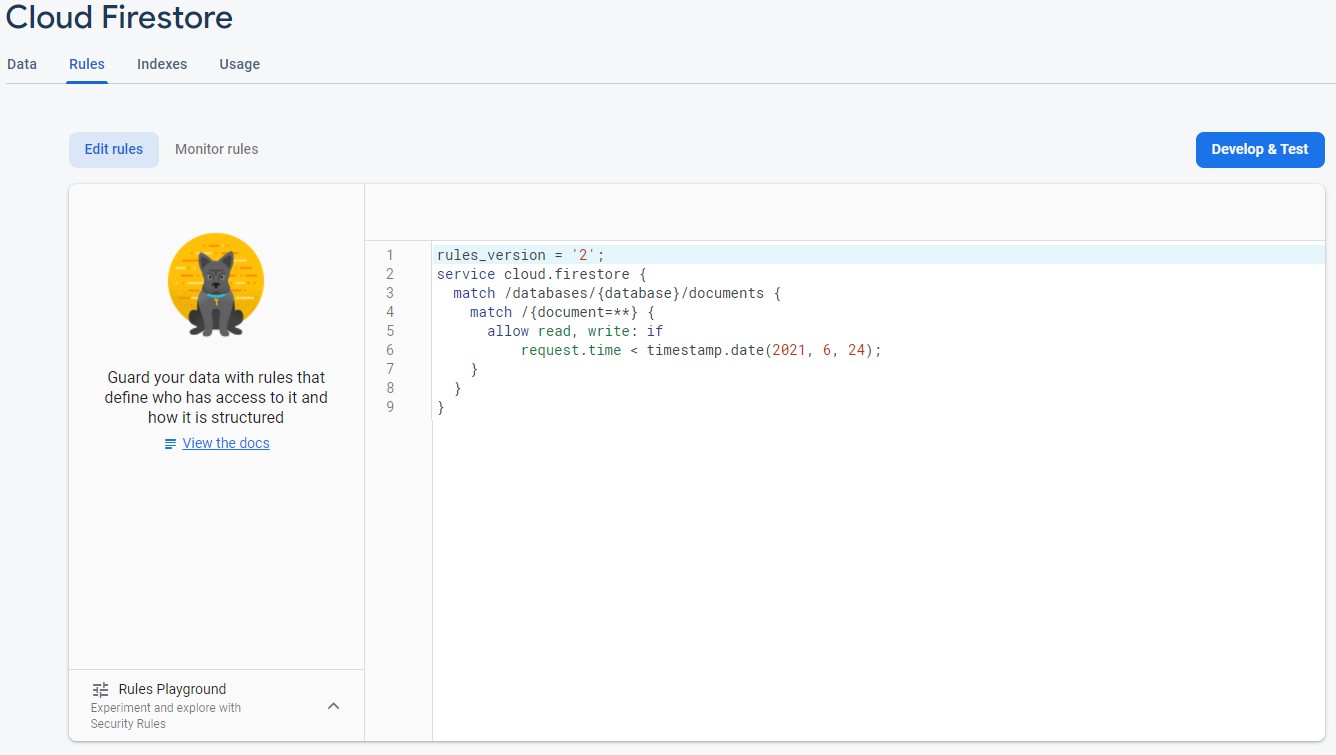 Cloud Firestore
Data Rules Indexes Usage
Edit rules Monitor rules Develop & Test
Guard your data with rules that
define who has access to it and
how it is structured
View the docs
1 rules_version = '2';
2 service cloud.firestore {
3 match /databases/{database}/documents {
4 match /{document=**} {
5 allow read, write: if
6 request.time < timestamp.date(2021, 6, 24);
7 }
8 }
9 }
Rules Playground
Experiment and explore with
Security Rules